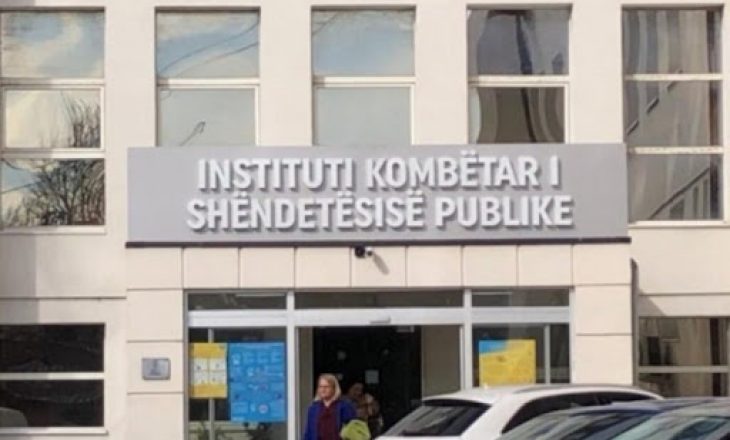 INSTITUTI KOMBËTAR I
SHËNDETËSISË PUBLIKE